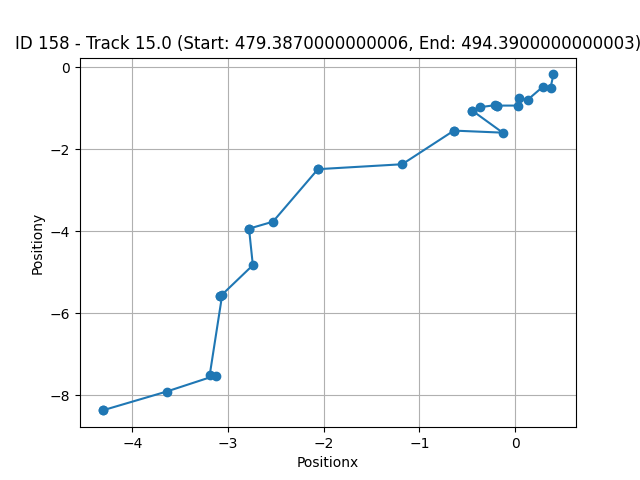 ID 158 - Track 15.0 (Start: 479.3870000000006, End: 494.3900000000003)
0
−2
−4
−6
−8
Positiony
−4 −3 −2 −1 0
Positionx